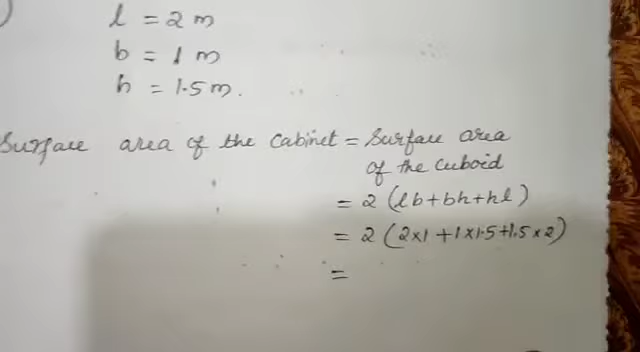 )
l = 2 m
b = 1 m
h = 1.5 m.
Surface area of the Cabinet = Surface area
of the cuboid
= 2 (lb+bh+hl)
= 2 (2×1+1×1.5+1.5×2)
=